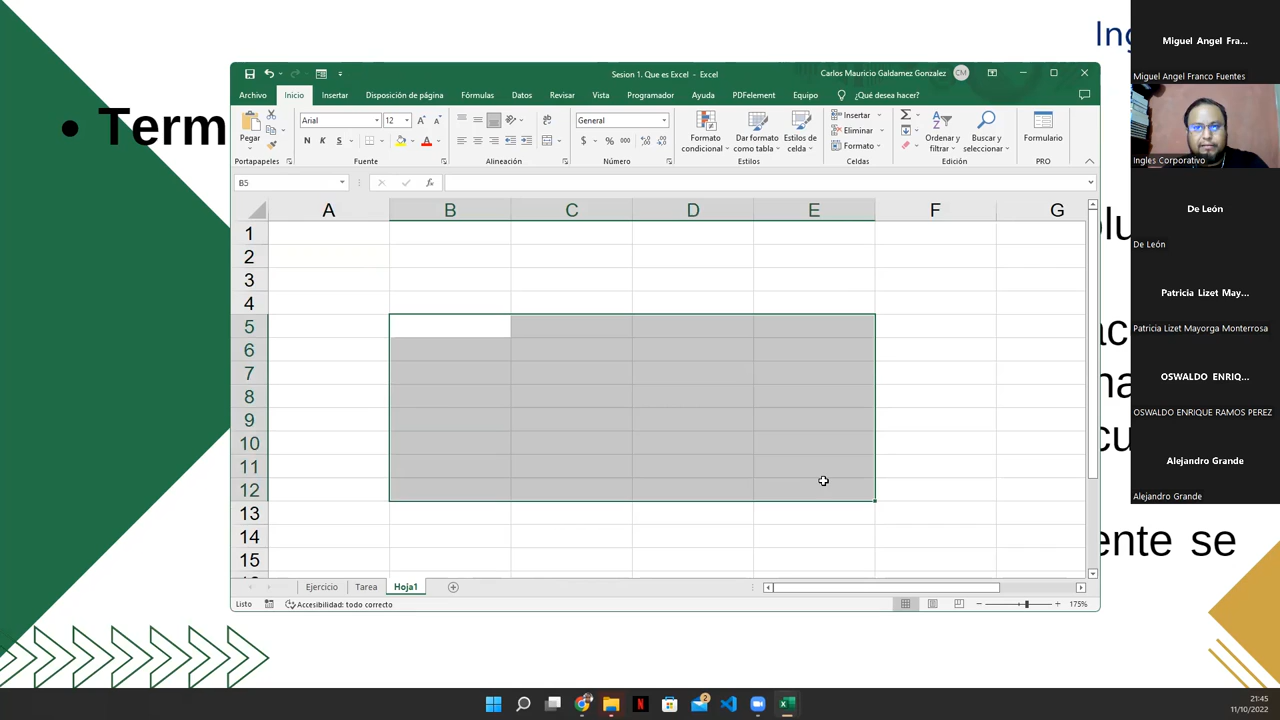 Ing
• Term
Sesion 1. Que es Excel - Excel
Carlos Mauricio Galdamez Gonzalez CM
Archivo Inicio Insertar Disposición de página Fórmulas Datos Revisar Vista Programador Ayuda PDFelement Equipo ¿Qué desea hacer?
Pegar
Arial 12
N K S
General
$ % 000
Formato condicional
Dar formato como tabla
Estilos de celda
Insertar
Eliminar
Formato
Ordenar y filtrar
Buscar y seleccionar
Formulario
Portapapeles Fuente Alineación Número Estilos Celdas Edición PRO
B5
fx
A B C D E F G
1
2
3
4
5
6
7
8
9
10
11
12
13
14
15
Ejercicio Tarea Hoja1
Listo Accesibilidad: todo correcto 175%
olu
ac
ma
cu
ente se
Miguel Angel Fra...
Miguel Angel Franco Fuentes
Ingles Corporativo
De León
De León
Patricia Lizet May...
Patricia Lizet Mayorga Monterrosa
OSWALDO ENRIQ...
OSWALDO ENRIQUE RAMOS PEREZ
Alejandro Grande
Alejandro Grande
N
2
21:45
11/10/2022